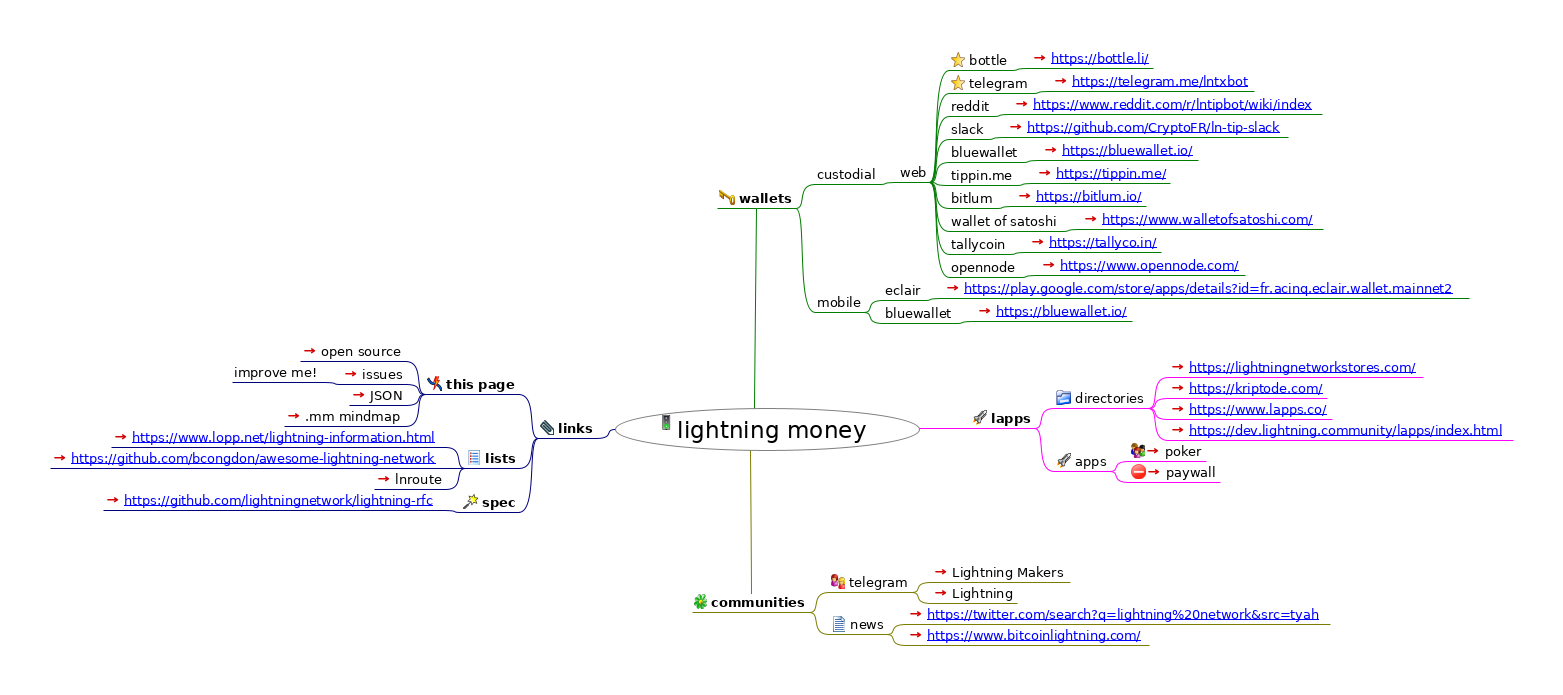 bottle
https://bottle.li/
telegram
https://telegram.me/lntxbot
reddit
https://www.reddit.com/r/lntipbot/wiki/index
slack
https://github.com/CryptoFR/ln-tip-slack
bluewallet
https://bluewallet.io/
custodial
web
tippin.me
https://tippin.me/
wallets
bitlum
https://bitlum.io/
wallet of satoshi
https://www.walletofsatoshi.com/
tallycoin
https://tallyco.in/
opennode
https://www.opennode.com/
mobile
eclair
https://play.google.com/store/apps/details?id=fr.acinq.eclair.wallet.mainnet2
bluewallet
https://bluewallet.io/
open source
improve me!
issues
this page
JSON
.mm mindmap
links
https://www.lopp.net/lightning-information.html
https://github.com/bcongdon/awesome-lightning-network
lists
lnroute
https://github.com/lightningnetwork/lightning-rfc
spec
lightning money
lapps
directories
https://lightningnetworkstores.com/
https://kriptode.com/
https://www.lapps.co/
https://dev.lightning.community/lapps/index.html
apps
poker
paywall
communities
telegram
Lightning Makers
Lightning
news
https://twitter.com/search?q=lightning%20network&src=tyah
https://www.bitcoinlightning.com/